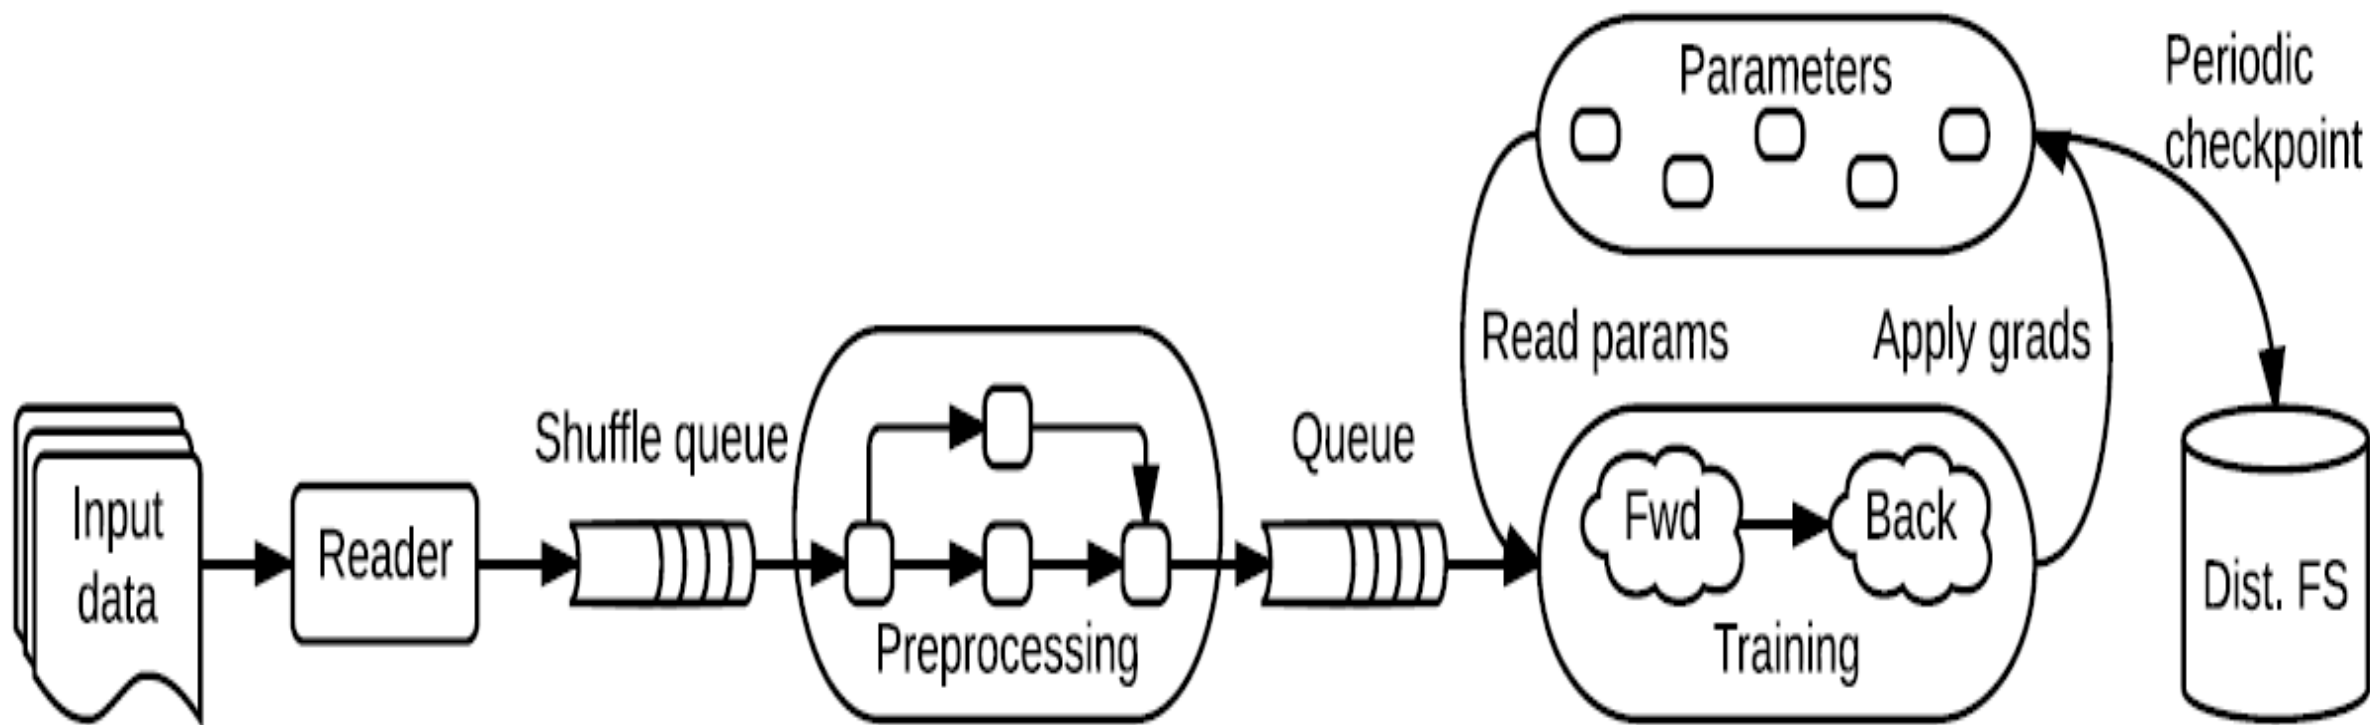 Input
data
Reader
Shuffle queue
Preprocessing
Queue
Parameters
Read params
Apply grads
Fwd
Back
Training
Periodic
checkpoint
Dist. FS